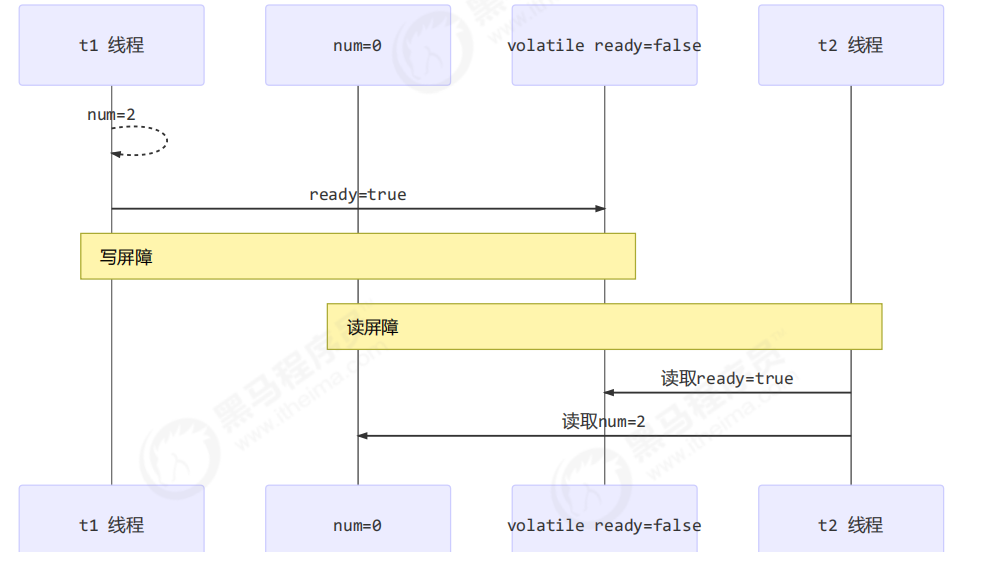 t1 线程
num=0
volatile ready=false
t2 线程
num=2
ready=true
写屏障
读屏障
读取ready=true
读取num=2
t1 线程
num=0
volatile ready=false
t2 线程
黑马程序员
www.itheima.com
黑马程序员
www.itheima.com